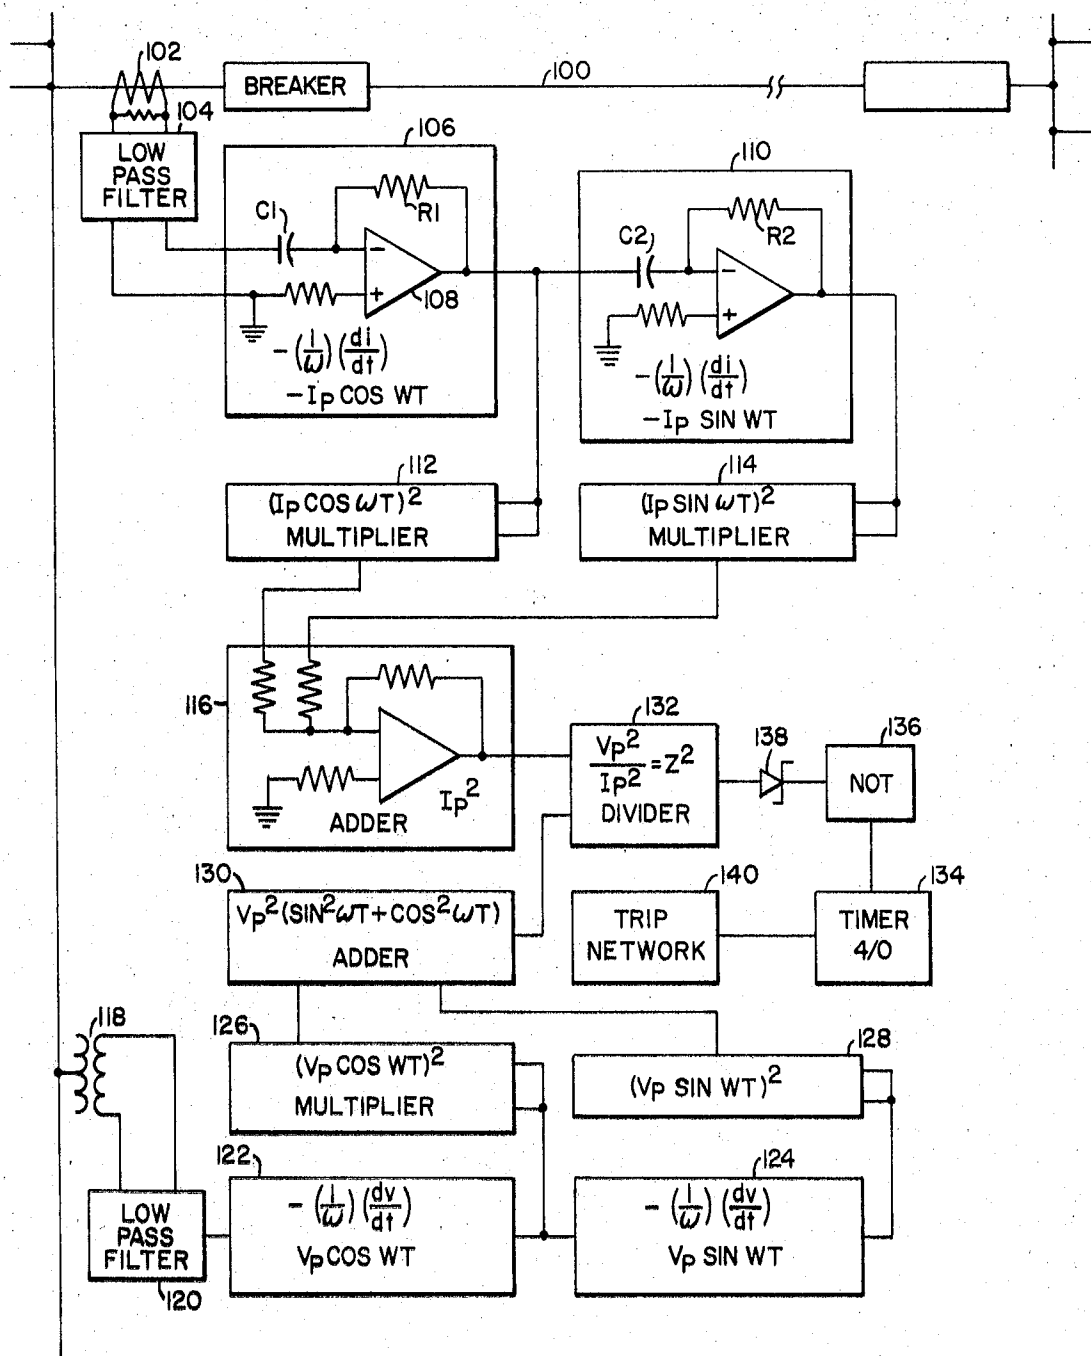 102
BREAKER
100
104
LOW
PASS
FILTER
106
R1
C1
108
- (1/ω) (di/dt)
-Ip COS WT
110
R2
C2
- (1/ω) (di/dt)
-Ip SIN WT
112
(Ip COS ωT)²
MULTIPLIER
114
(Ip SIN ωT)²
MULTIPLIER
116
Ip²
ADDER
132
Vp²/Ip² = Z²
DIVIDER
138
136
NOT
130
Vp² (SIN² ωT + COS² ωT)
ADDER
140
TRIP
NETWORK
134
TIMER
4/0
118
126
(Vp COS WT)²
MULTIPLIER
128
(Vp SIN WT)²
122
- (1/ω) (dv/dt)
Vp COS WT
124
- (1/ω) (dv/dt)
Vp SIN WT
LOW
PASS
FILTER
120